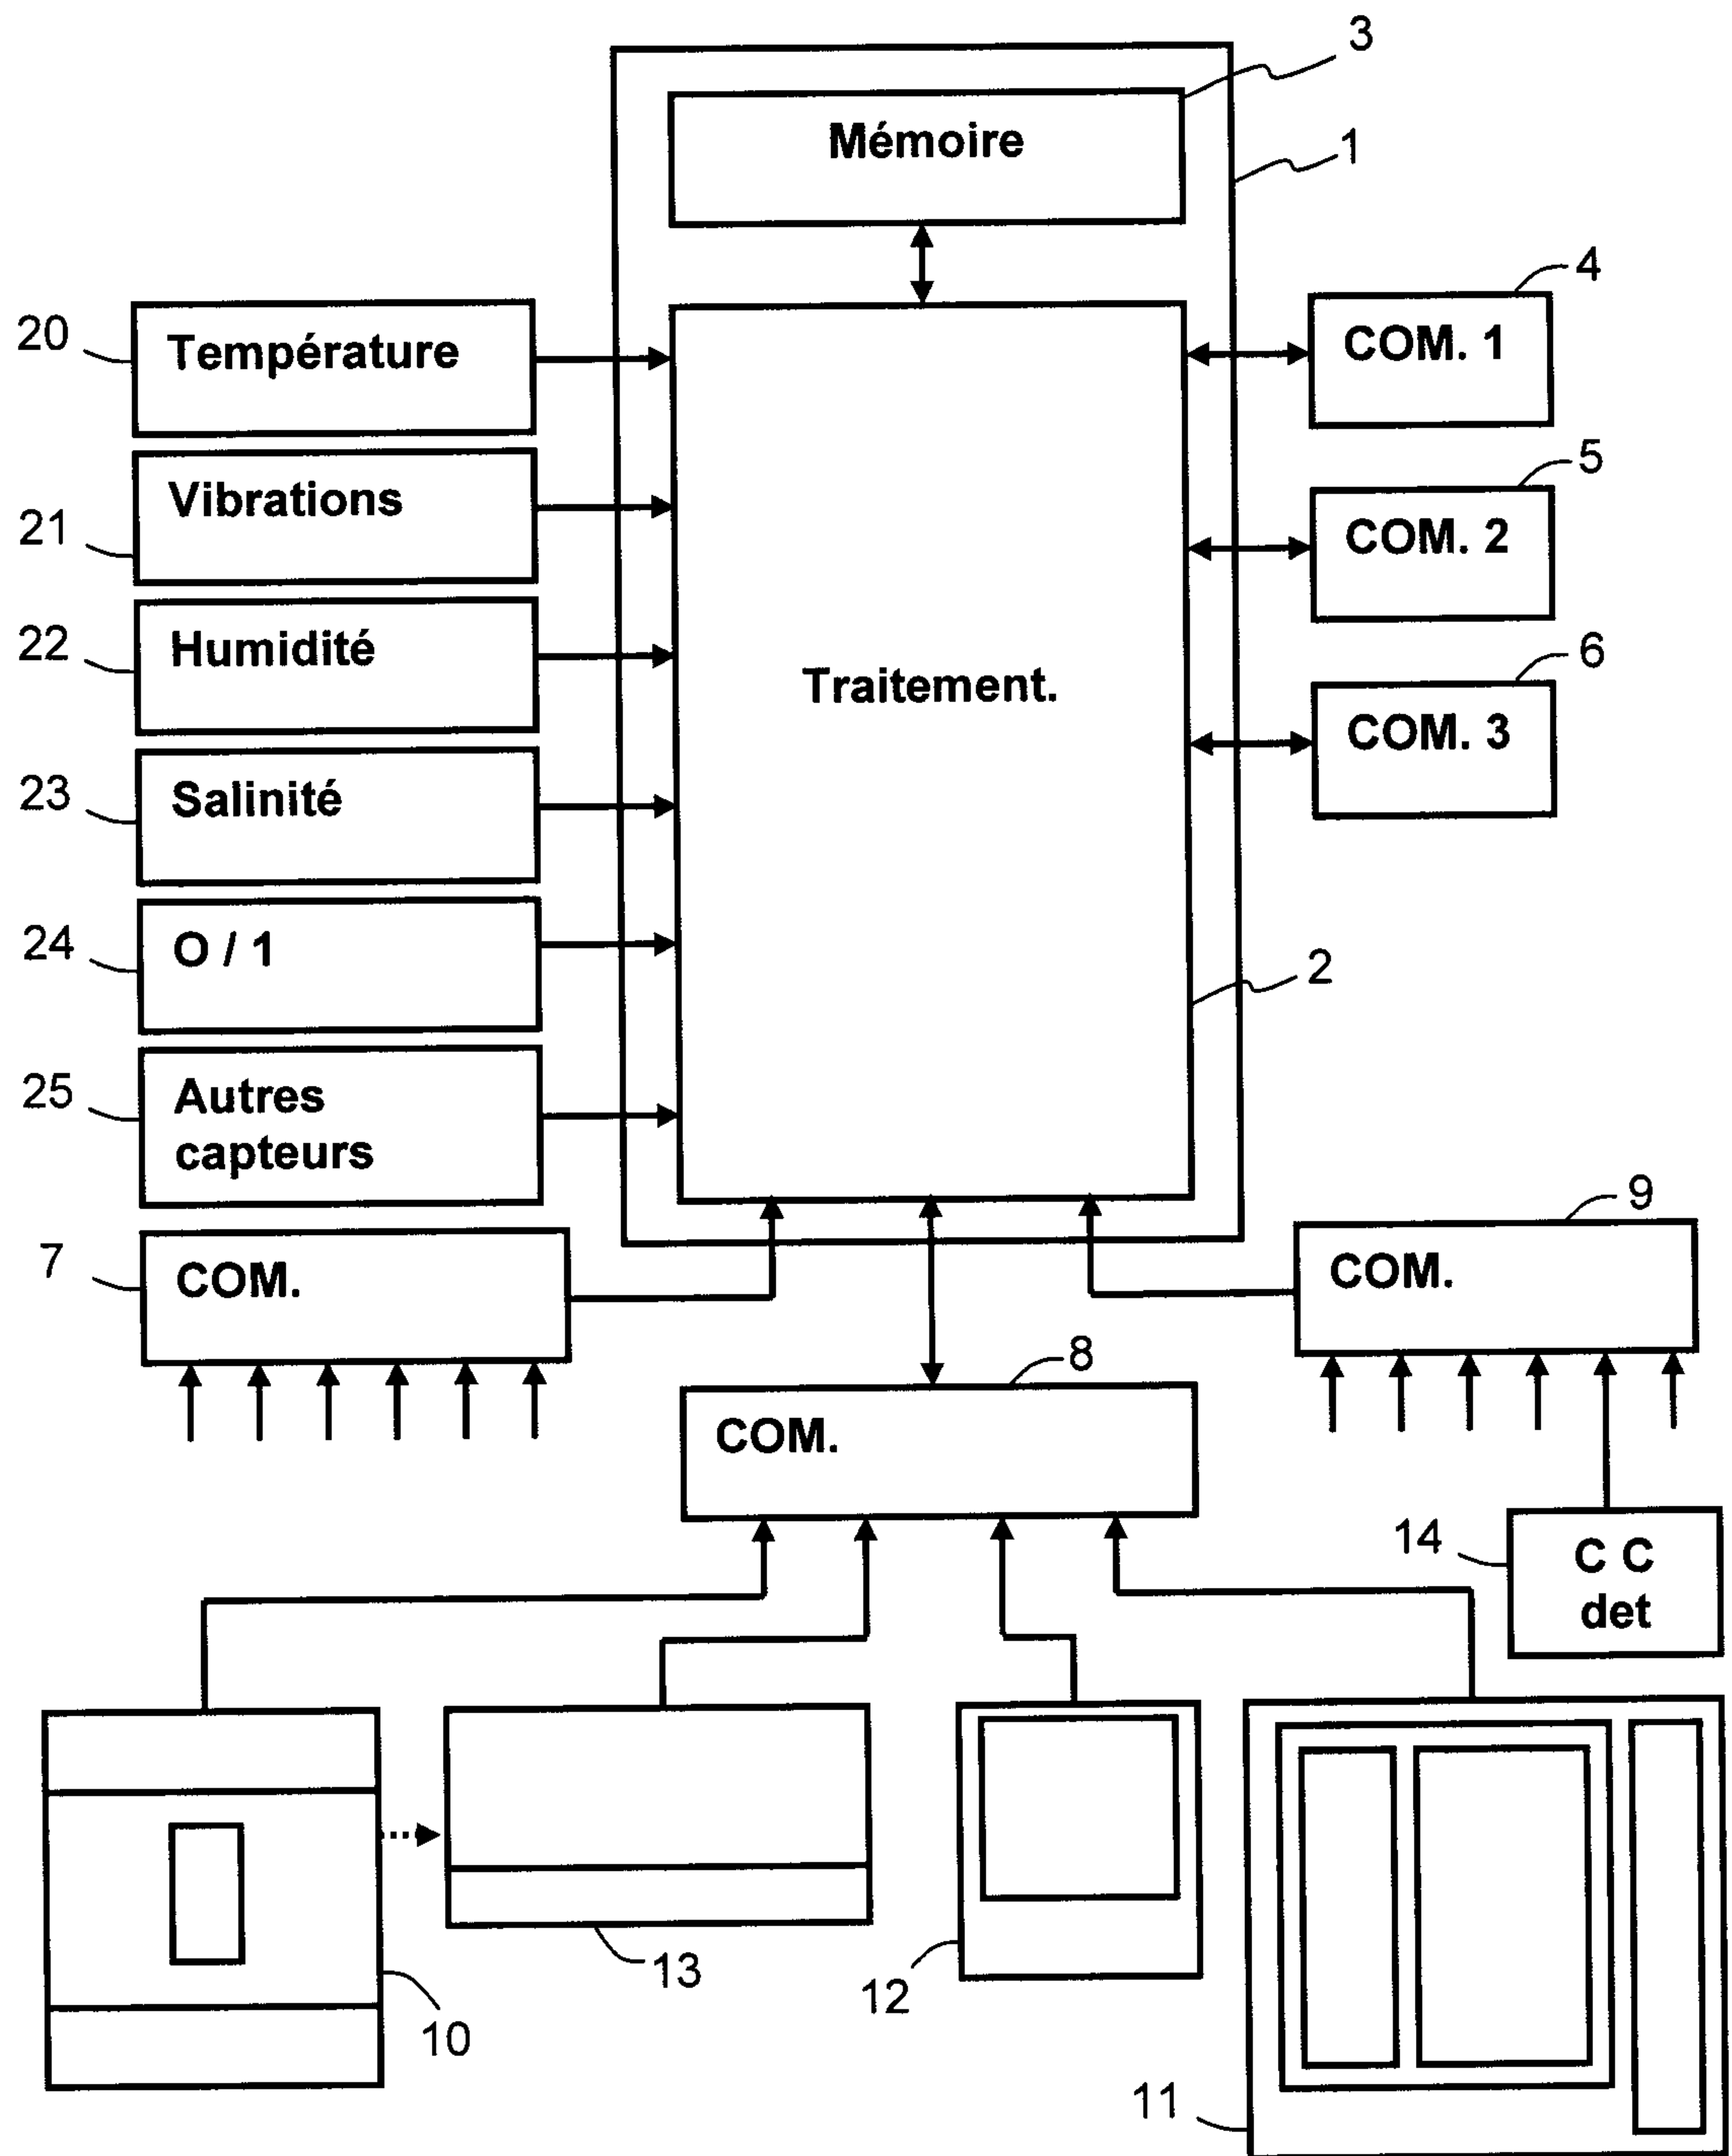 3
Mémoire
1
4
20
Température
COM. 1
5
21
Vibrations
COM. 2
22
Humidité
6
Traitement.
COM. 3
23
Salinité
24
O / 1
2
25
Autres
capteurs
9
7
COM.
COM.
8
COM.
14
C C
det
13
12
10
11